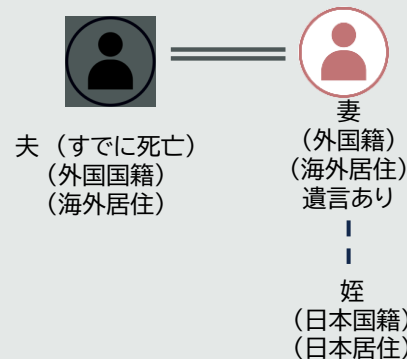 夫（すでに死亡）
（外国国籍）
（海外居住）
妻
（外国籍）
（海外居住）
遺言あり
姪
（日本国籍）
（日本居住）